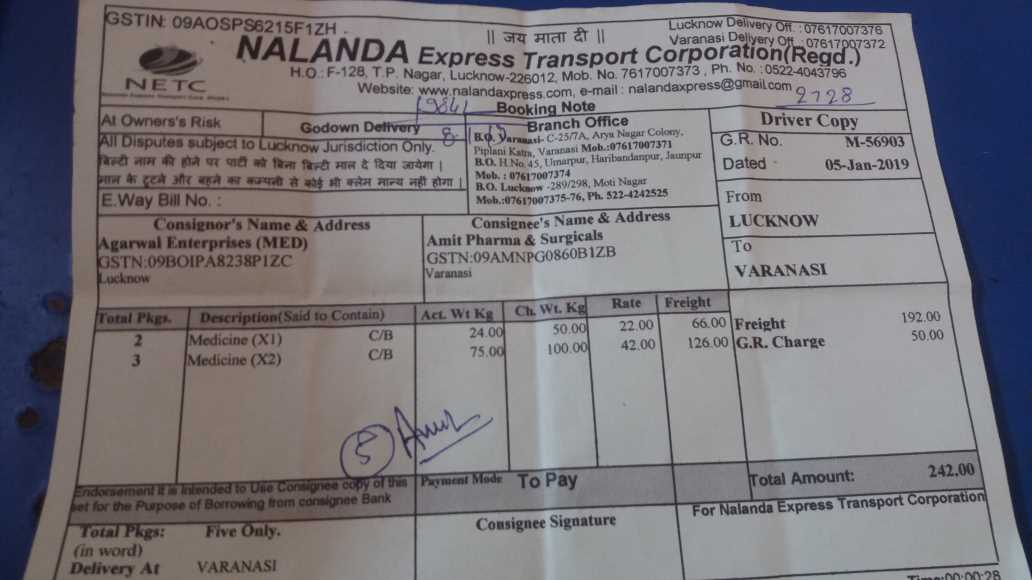 GSTIN: 09AOSPS6215F1ZH
|| जय माता दी ||
Lucknow Delivery Off. : 07617007376
Varanasi Delivery Off. : 07617007372
NETC
NALANDA Express Transport Corporation(Regd.)
H.O.: F-128, T.P. Nagar, Lucknow-226012, Mob. No. 7617007373 , Ph. No. : 0522-4043796
Website: www.nalandaxpress.com, e-mail : nalandaxpress@gmail.com
2728
Booking Note
At Owners's Risk
Godown Delivery
All Disputes subject to Lucknow Jurisdiction Only.
बिल्टी नाम की होने पर पार्टी को बिना बिल्टी माल दे दिया जायेगा ।
माल के टूटने और बहने का कम्पनी से कोई भी क्लेम मान्य नहीं होगा ।
E.Way Bill No. :
Branch Office
B.O. Varanasi- C-25/7A, Arya Nagar Colony,
Piplani Katra, Varanasi Mob.:07617007371
B.O. H.No. 45, Umarpur, Haribandanpur, Jaunpur
Mob. : 07617007374
B.O. Lucknow -289/298, Moti Nagar
Mob.:07617007375-76, Ph. 522-4242525
Driver Copy
G.R. No. M-56903
Dated 05-Jan-2019
From
LUCKNOW
To
VARANASI
Consignor's Name & Address
Agarwal Enterprises (MED)
GSTN:09BOIPA8238P1ZC
Lucknow
Consignee's Name & Address
Amit Pharma & Surgicals
GSTN:09AMNPG0860B1ZB
Varanasi
Total Pkgs. Description(Said to Contain) Act. Wt Kg Ch. Wt. Kg Rate Freight
2 Medicine (X1) C/B 24.00 50.00 22.00 66.00
3 Medicine (X2) C/B 75.00 100.00 42.00 126.00
Freight 192.00
G.R. Charge 50.00
5
Endorsement it is Intended to Use Consignee copy of this
set for the Purpose of Borrowing from consignee Bank
Payment Mode To Pay
Total Amount: 242.00
Total Pkgs: Five Only.
(in word)
Delivery At VARANASI
Consignee Signature
For Nalanda Express Transport Corporation
Time:00:00:28